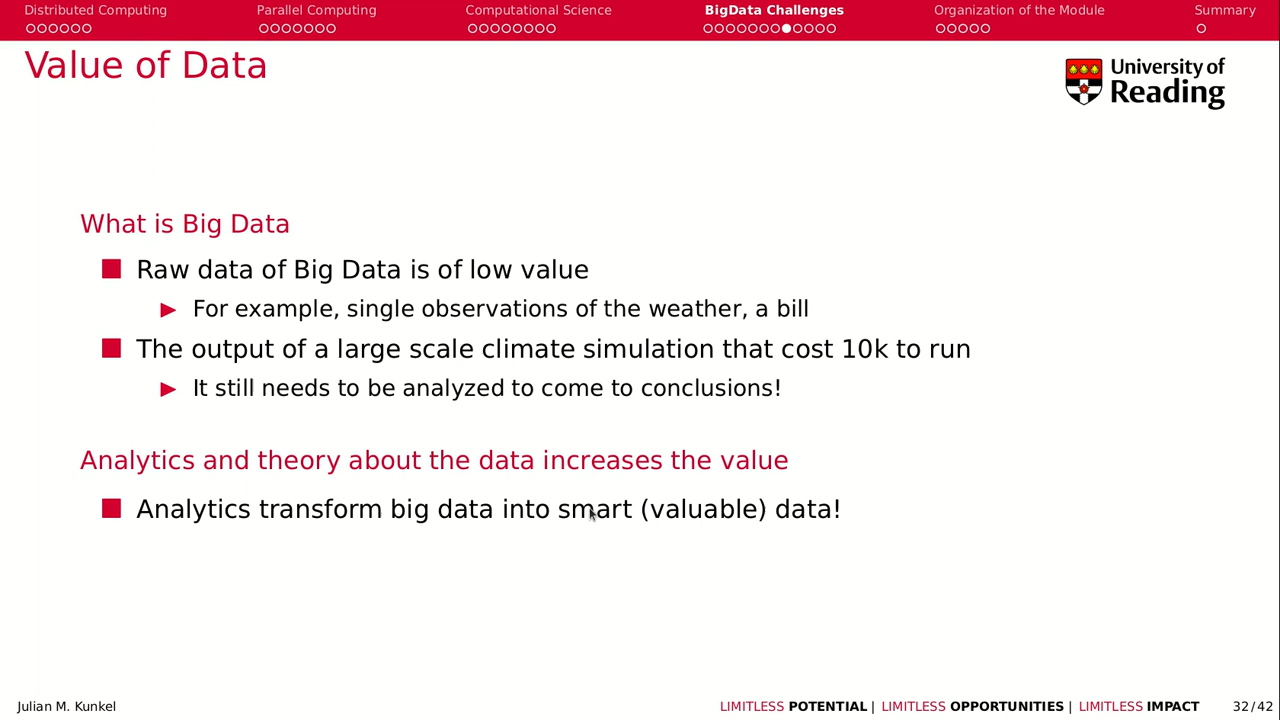 Distributed Computing Parallel Computing Computational Science BigData Challenges Organization of the Module Summary
Value of Data
University of
Reading
What is Big Data
Raw data of Big Data is of low value
For example, single observations of the weather, a bill
The output of a large scale climate simulation that cost 10k to run
It still needs to be analyzed to come to conclusions!
Analytics and theory about the data increases the value
Analytics transform big data into smart (valuable) data!
Julian M. Kunkel LIMITLESS POTENTIAL | LIMITLESS OPPORTUNITIES | LIMITLESS IMPACT 32/42